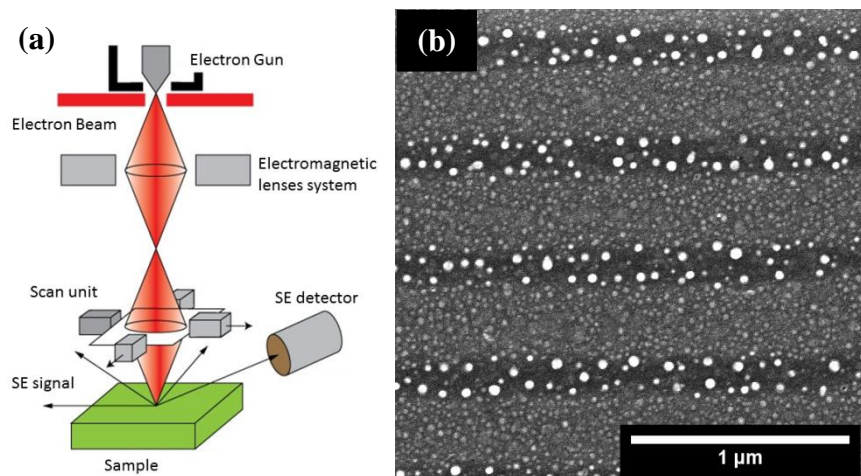 (a)
Electron Gun
Electron Beam
Electromagnetic
lenses system
Scan unit
SE detector
SE signal
Sample
(b)
1 µm